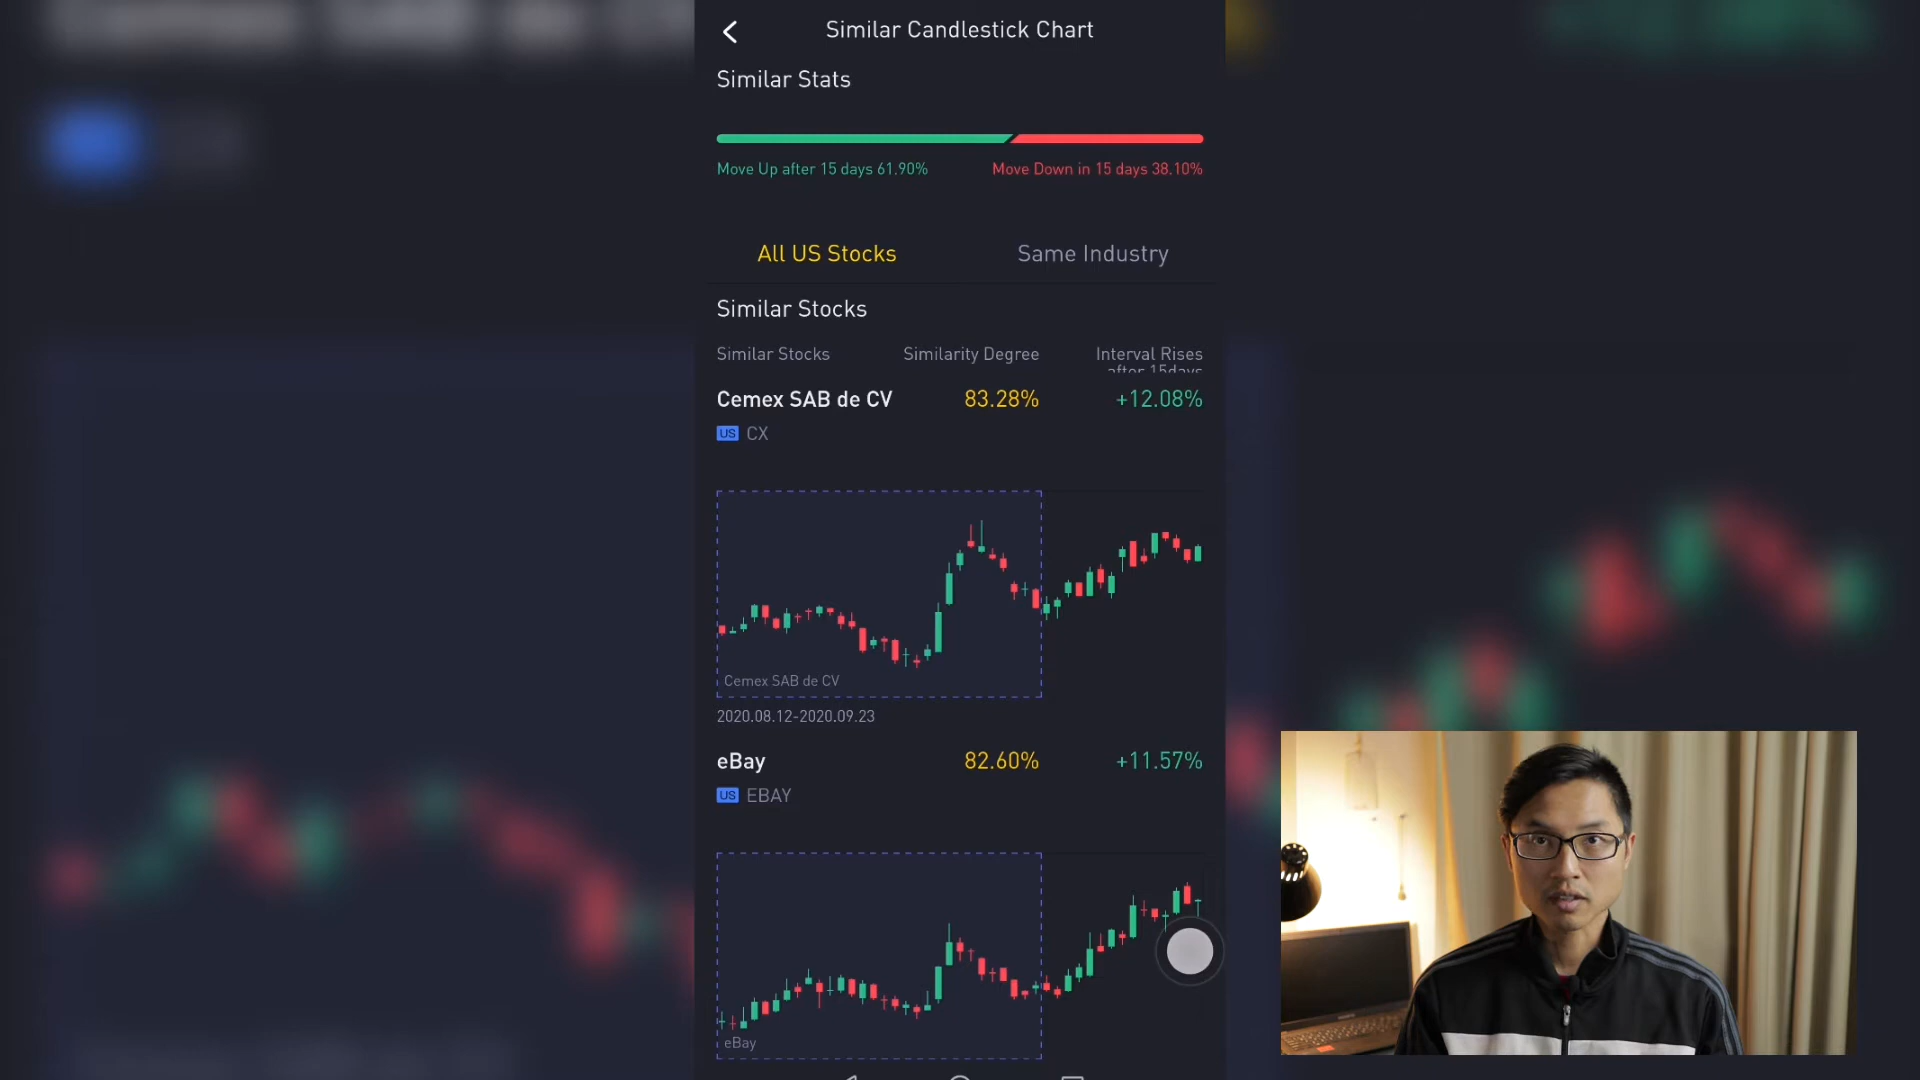 Similar Candlestick Chart
Similar Stats
Move Up after 15 days 61.90%
Move Down in 15 days 38.10%
All US Stocks
Same Industry
Similar Stocks
Similar Stocks
Similarity Degree
Interval Rises
after 15days
Cemex SAB de CV
83.28%
+12.08%
US CX
Cemex SAB de CV
2020.08.12-2020.09.23
eBay
82.60%
+11.57%
US EBAY
eBay